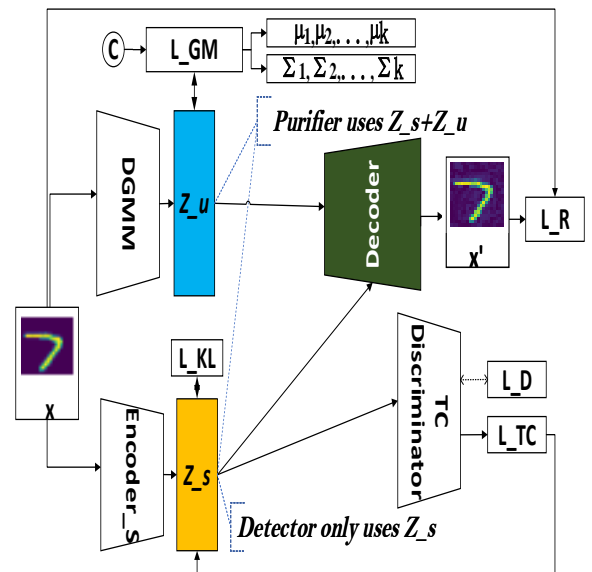 C
L_GM
μ1,μ2,. . . ,μk
Σ1,Σ2,. . . ,Σk
Purifier uses Z_s+Z_u
DGMM
Z_u
Decoder
x'
L_R
x
L_KL
Encoder_S
Z_s
TC
Discriminator
L_D
L_TC
Detector only uses Z_s